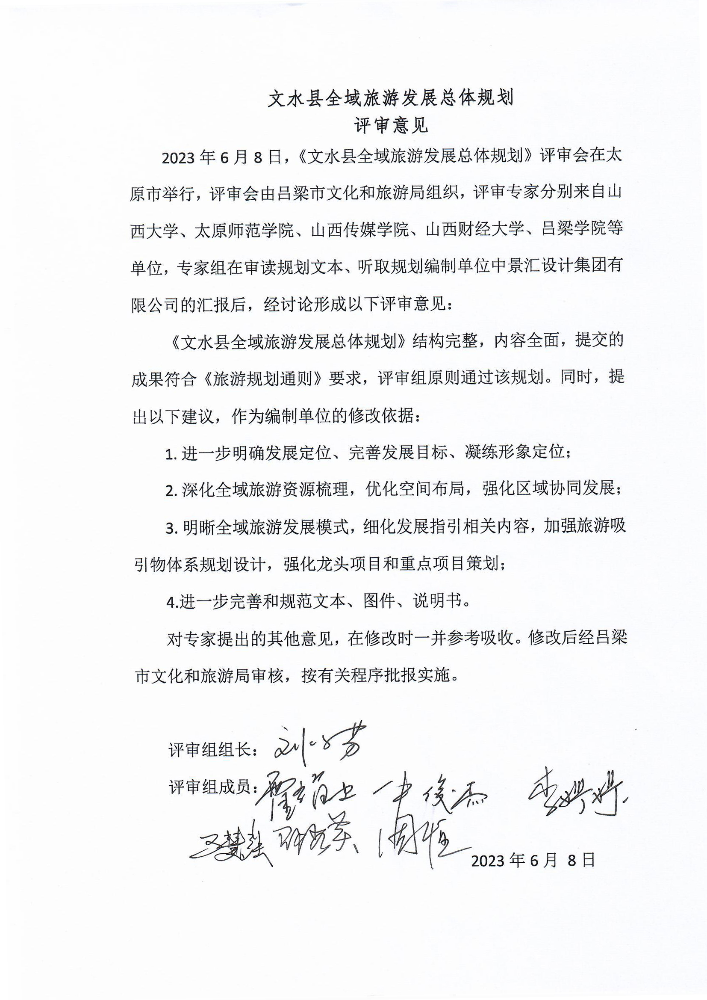 文水县全域旅游发展总体规划
评审意见
2023 年 6 月 8 日，《文水县全域旅游发展总体规划》评审会在太
原市举行，评审会由吕梁市文化和旅游局组织，评审专家分别来自山
西大学、太原师范学院、山西传媒学院、山西财经大学、吕梁学院等
单位，专家组在审读规划文本、听取规划编制单位中景汇设计集团有
限公司的汇报后，经讨论形成以下评审意见：
《文水县全域旅游发展总体规划》结构完整，内容全面，提交的
成果符合《旅游规划通则》要求，评审组原则通过该规划。同时，提
出以下建议，作为编制单位的修改依据：
1. 进一步明确发展定位、完善发展目标、凝练形象定位；
2. 深化全域旅游资源梳理，优化空间布局，强化区域协同发展；
3. 明晰全域旅游发展模式，细化发展指引相关内容，加强旅游吸
引物体系规划设计，强化龙头项目和重点项目策划；
4.进一步完善和规范文本、图件、说明书。
对专家提出的其他意见，在修改时一并参考吸收。修改后经吕梁
市文化和旅游局审核，按有关程序批报实施。
评审组组长：
评审组成员：
2023 年 6 月 8 日